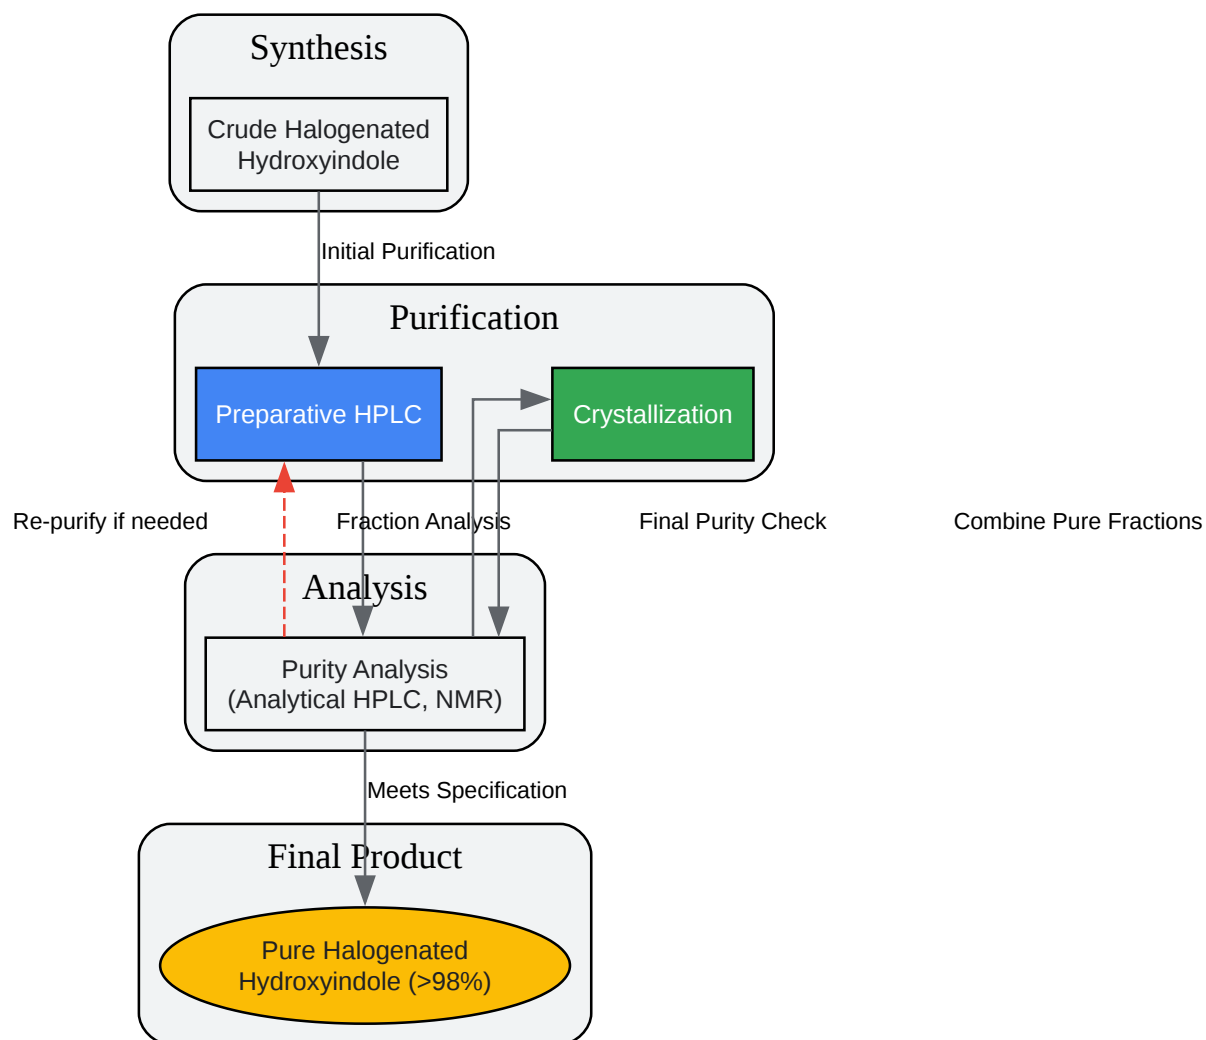 Synthesis
Crude Halogenated
Hydroxyindole
Initial Purification
Purification
Preparative HPLC
Crystallization
Re-purify if needed
Fraction Analysis
Final Purity Check
Combine Pure Fractions
Analysis
Purity Analysis
(Analytical HPLC, NMR)
Meets Specification
Final Product
Pure Halogenated
Hydroxyindole (>98%)